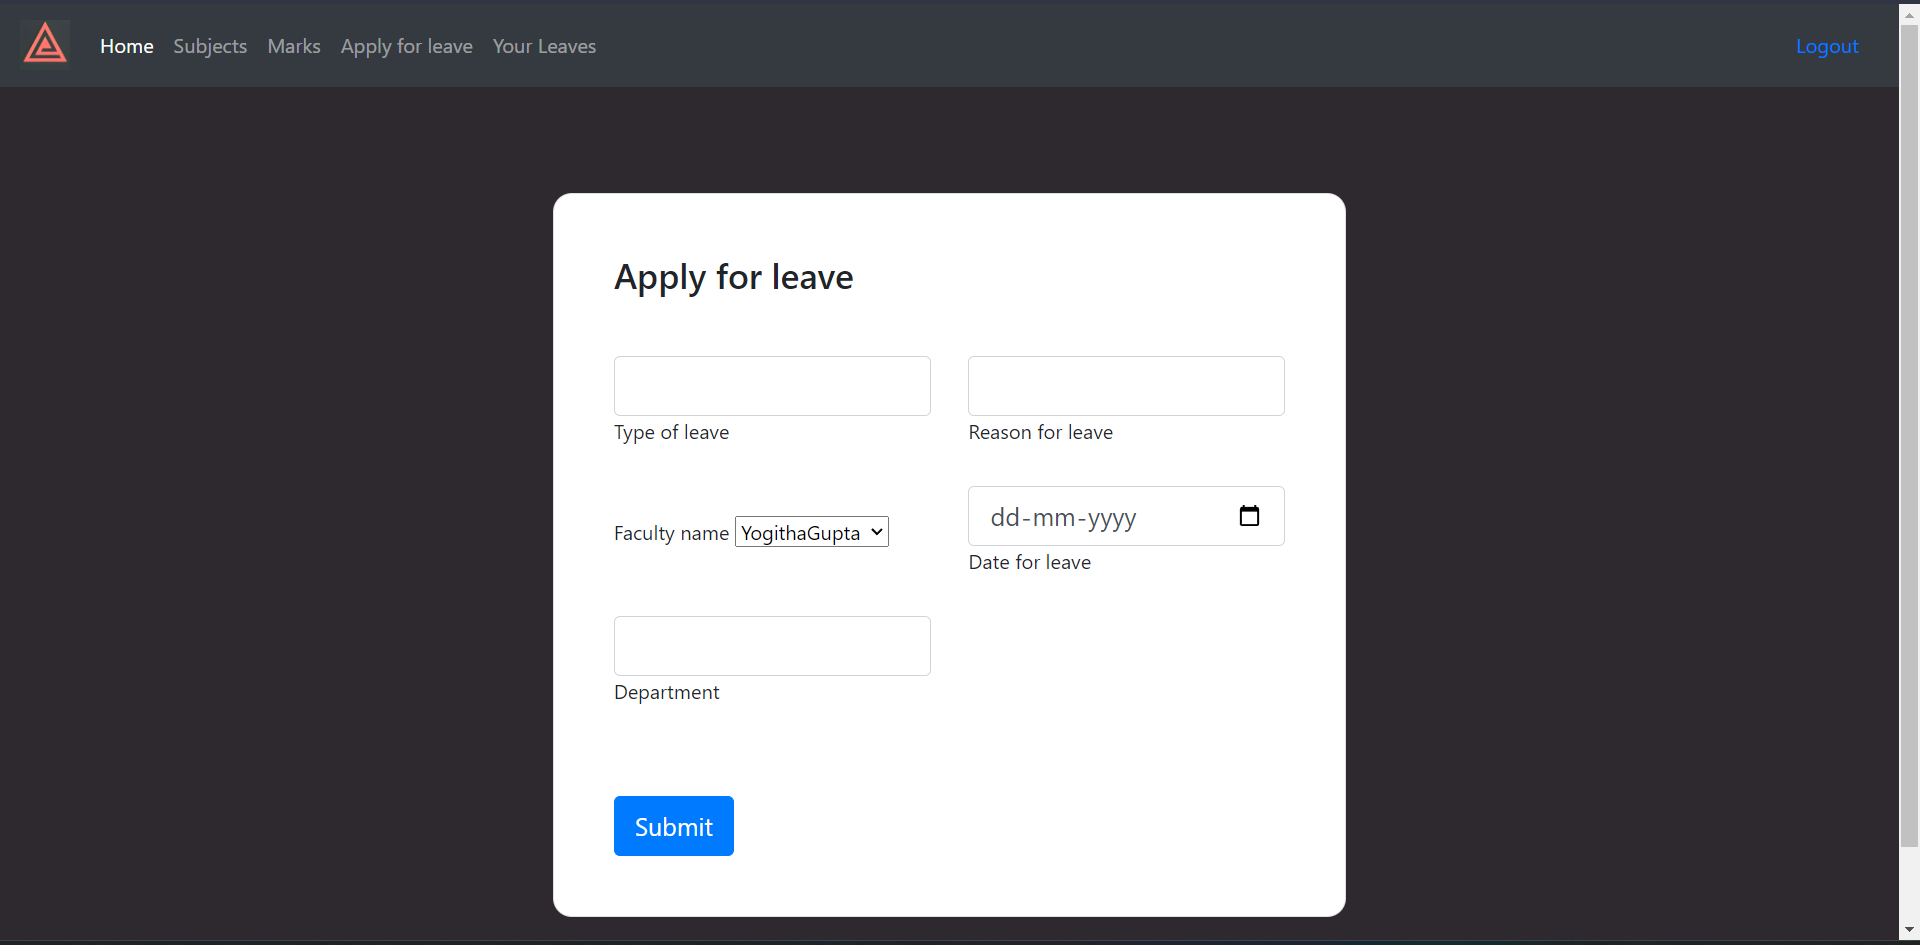 Home Subjects Marks Apply for leave Your Leaves Logout
Apply for leave
Type of leave Reason for leave
dd-mm-yyyy
Faculty name YogithaGupta
Date for leave
Department
Submit